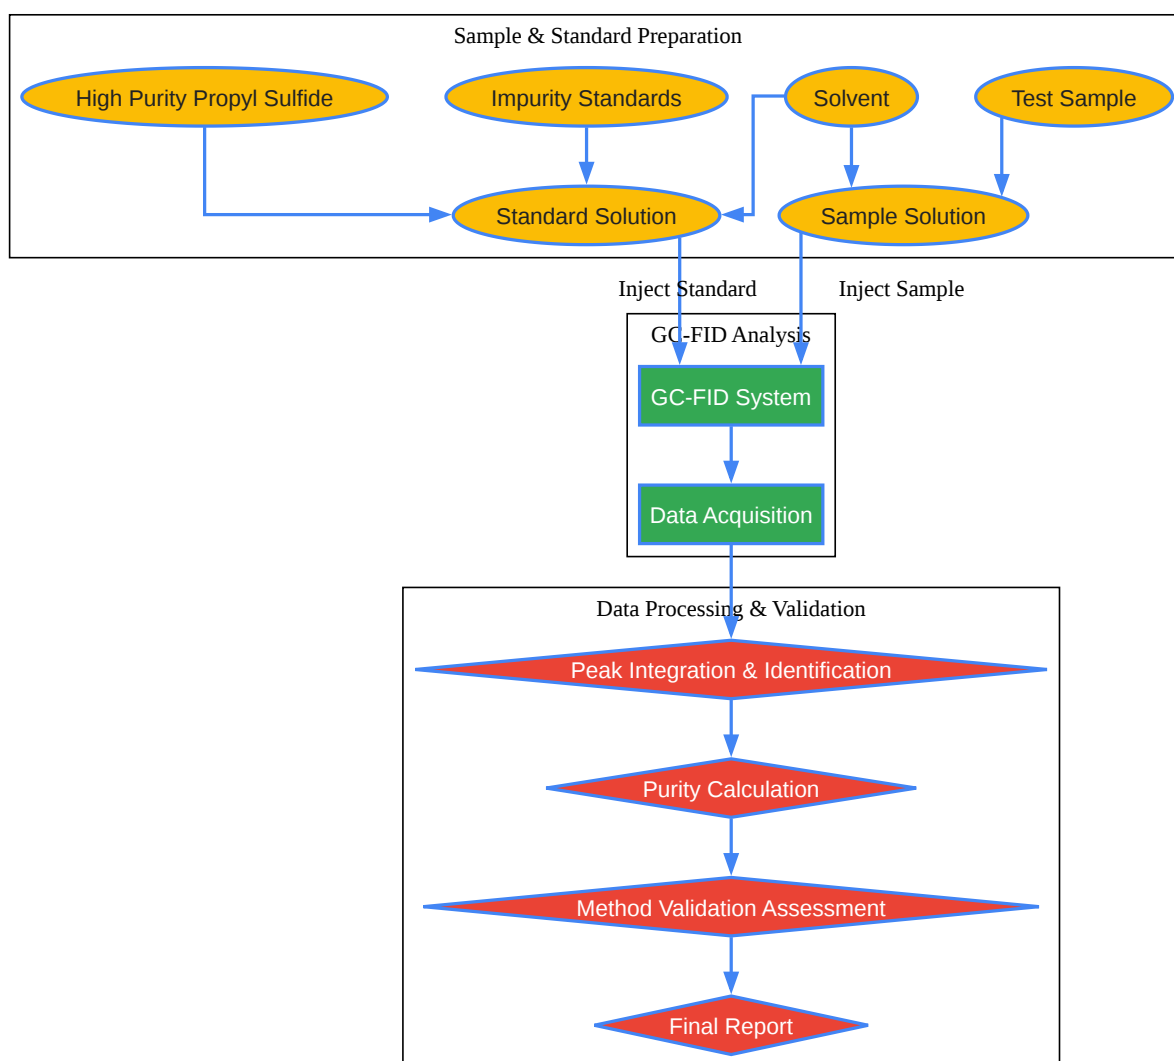 Sample & Standard Preparation
High Purity Propyl Sulfide
Impurity Standards
Solvent
Test Sample
Standard Solution
Sample Solution
Inject Standard
Inject Sample
GC-FID Analysis
GC-FID System
Data Acquisition
Data Processing & Validation
Peak Integration & Identification
Purity Calculation
Method Validation Assessment
Final Report